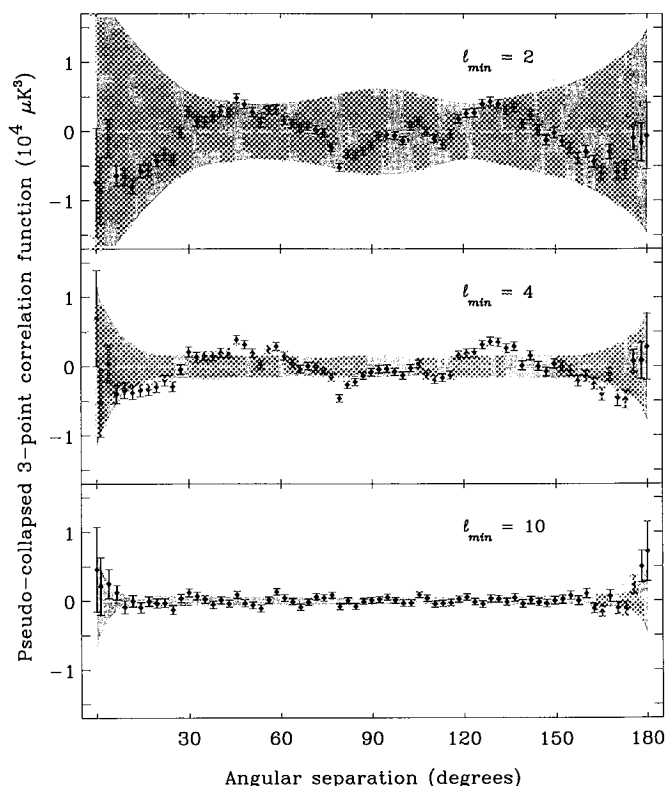 Pseudo-collapsed 3-point correlation function (10⁴ μK³)
1
0
−1
ℓmin = 2
1
0
−1
ℓmin = 4
1
0
−1
ℓmin = 10
30 60 90 120 150 180
Angular separation (degrees)